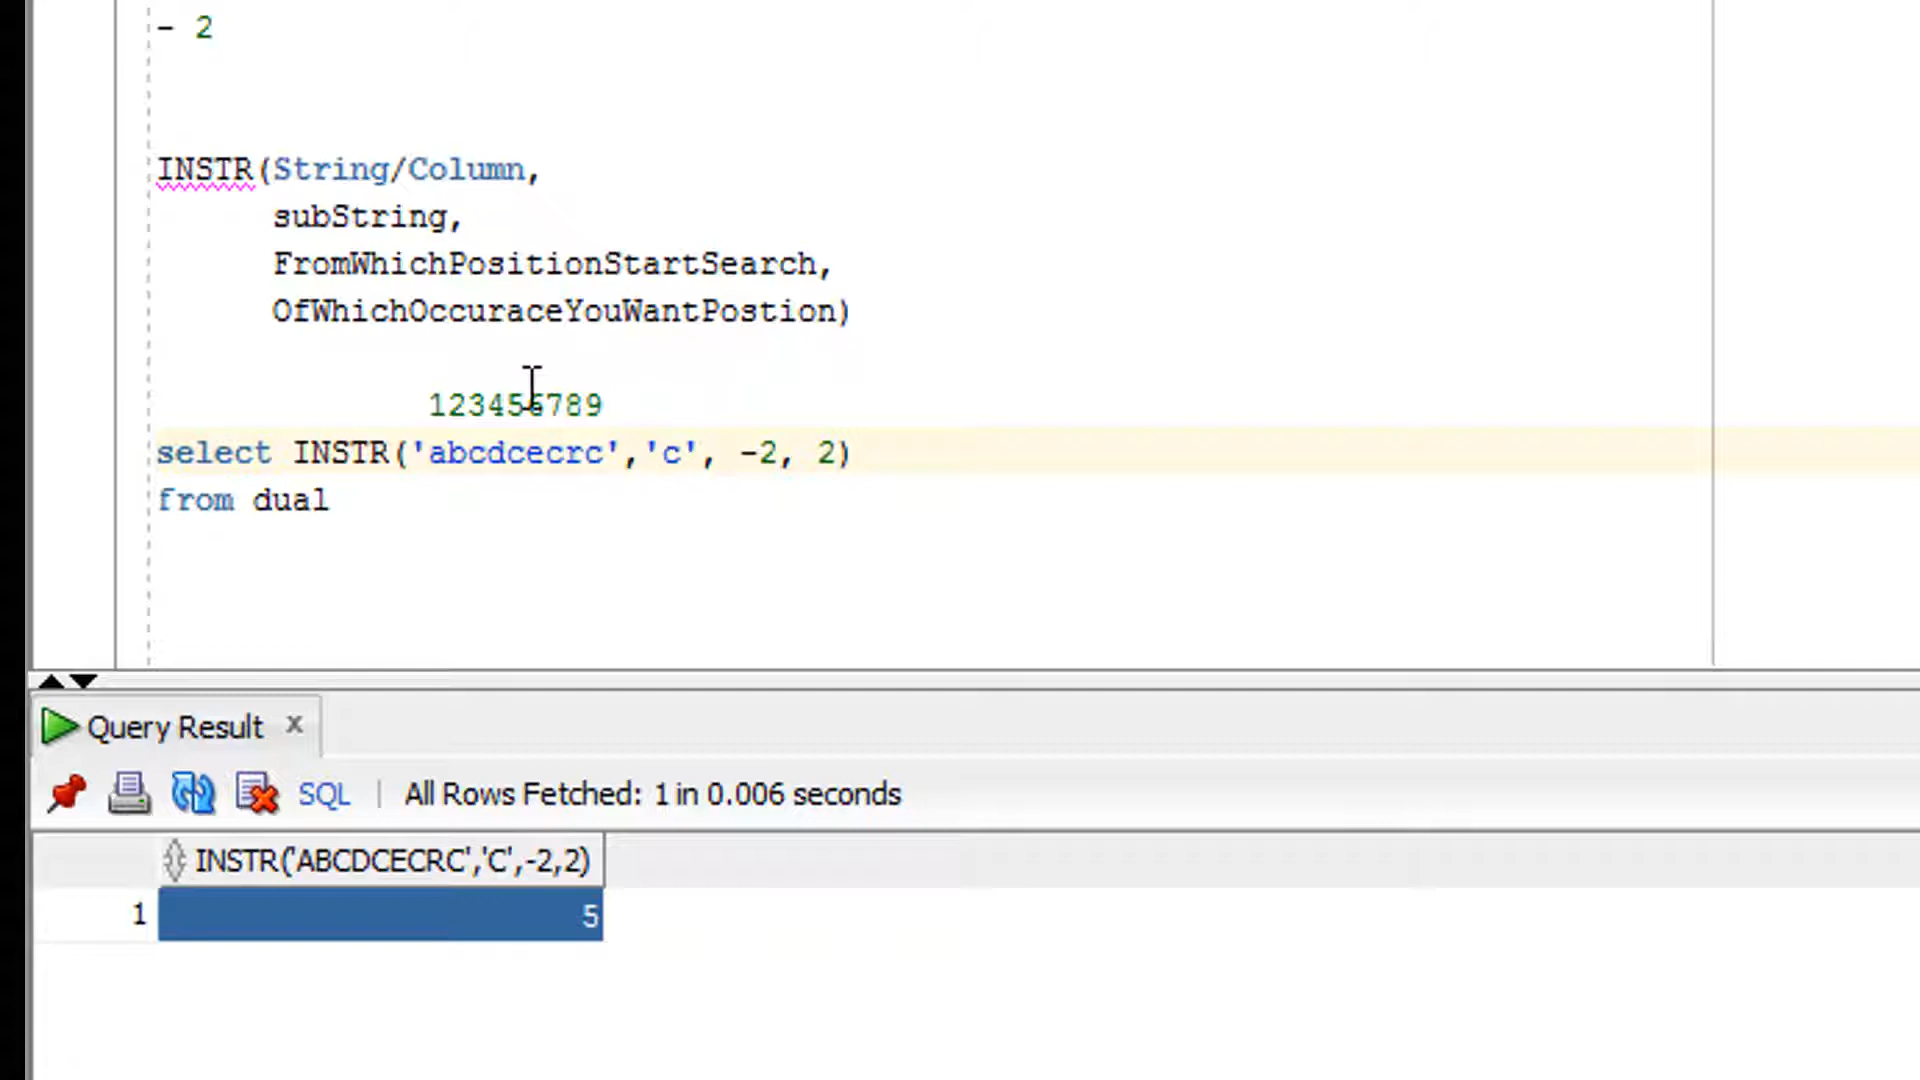 - 2
INSTR(String/Column,
subString,
FromWhichPositionStartSearch,
OfWhichOccuraceYouWantPostion)
123456789
select INSTR('abcdcecrc','c', -2, 2)
from dual
Query Result x
SQL | All Rows Fetched: 1 in 0.006 seconds
INSTR('ABCDCECRC','C',-2,2)
1 5